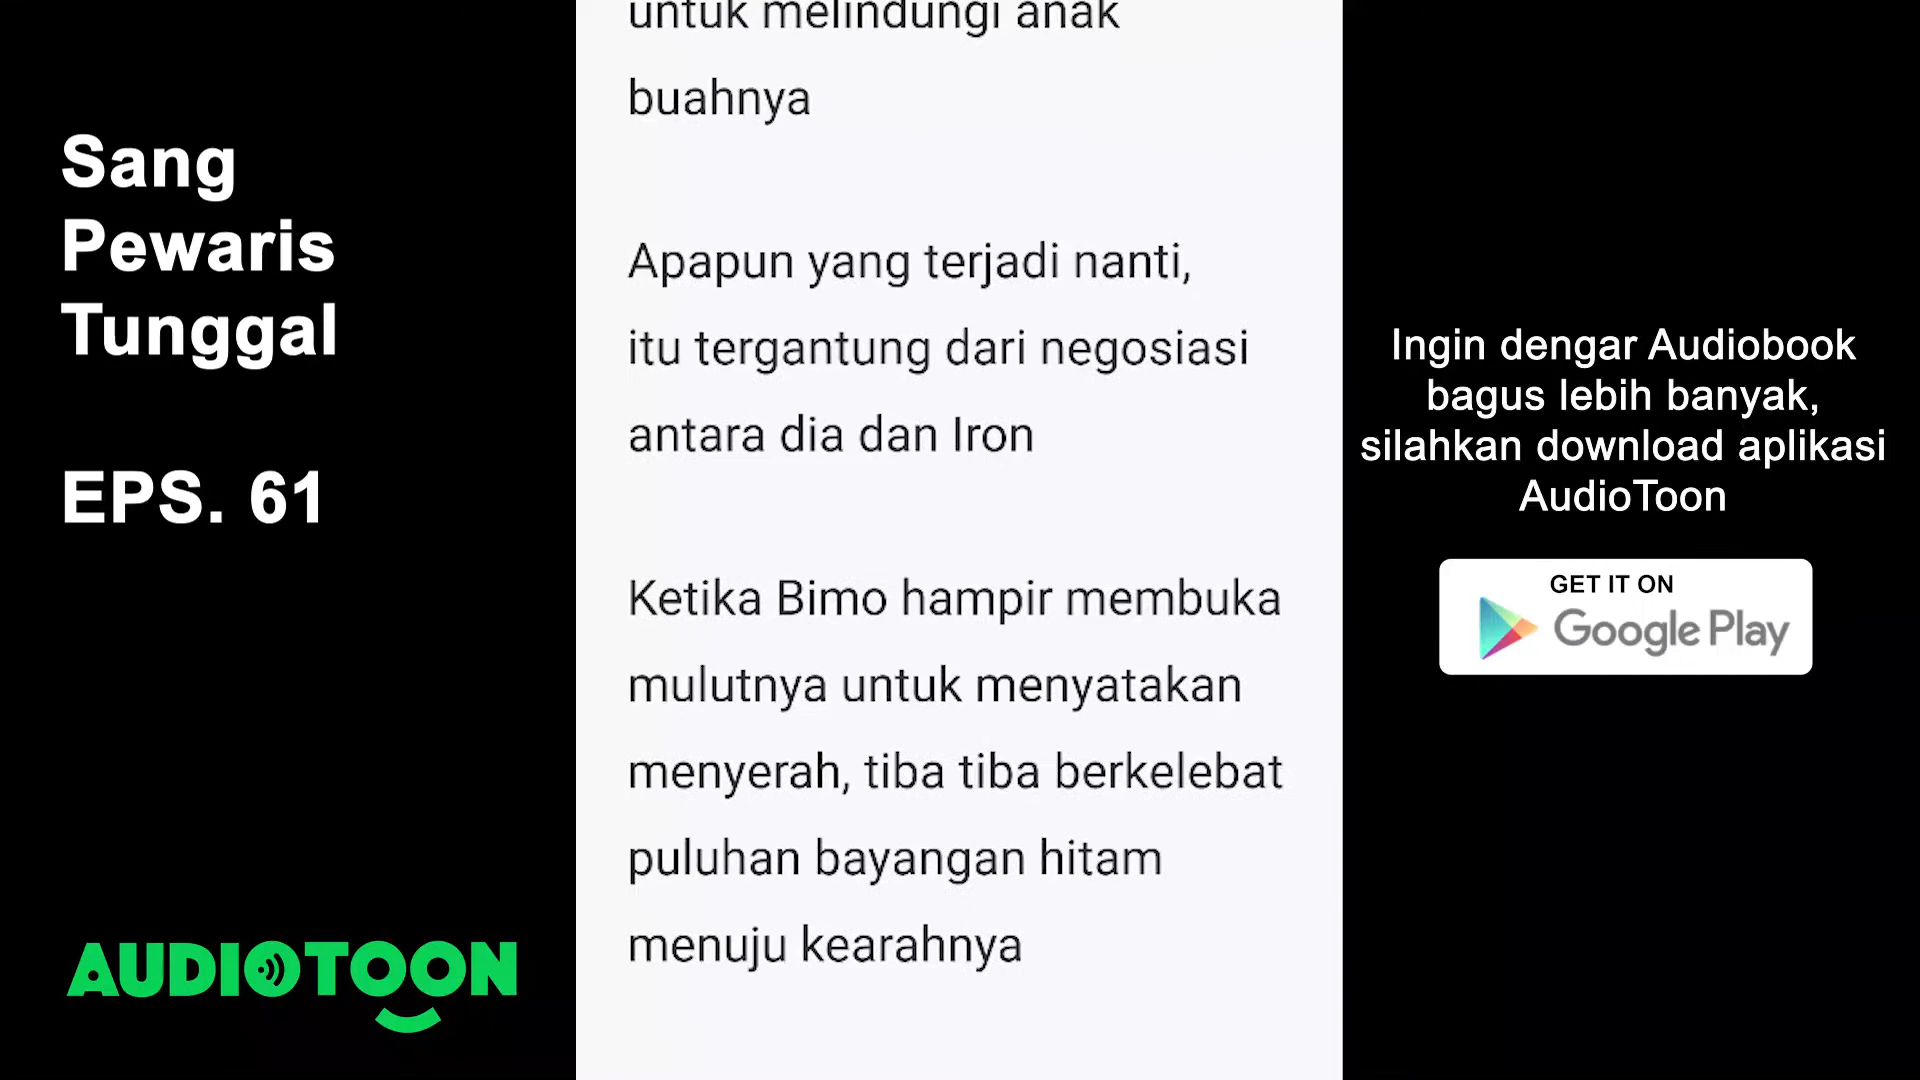 Sang
Pewaris
Tunggal
EPS. 61
AUDIOTOON
untuk melindungi anak
buahnya
Apapun yang terjadi nanti,
itu tergantung dari negosiasi
antara dia dan Iron
Ketika Bimo hampir membuka
mulutnya untuk menyatakan
menyerah, tiba tiba berkelebat
puluhan bayangan hitam
menuju kearahnya
Ingin dengar Audiobook
bagus lebih banyak,
silahkan download aplikasi
AudioToon
GET IT ON
Google Play